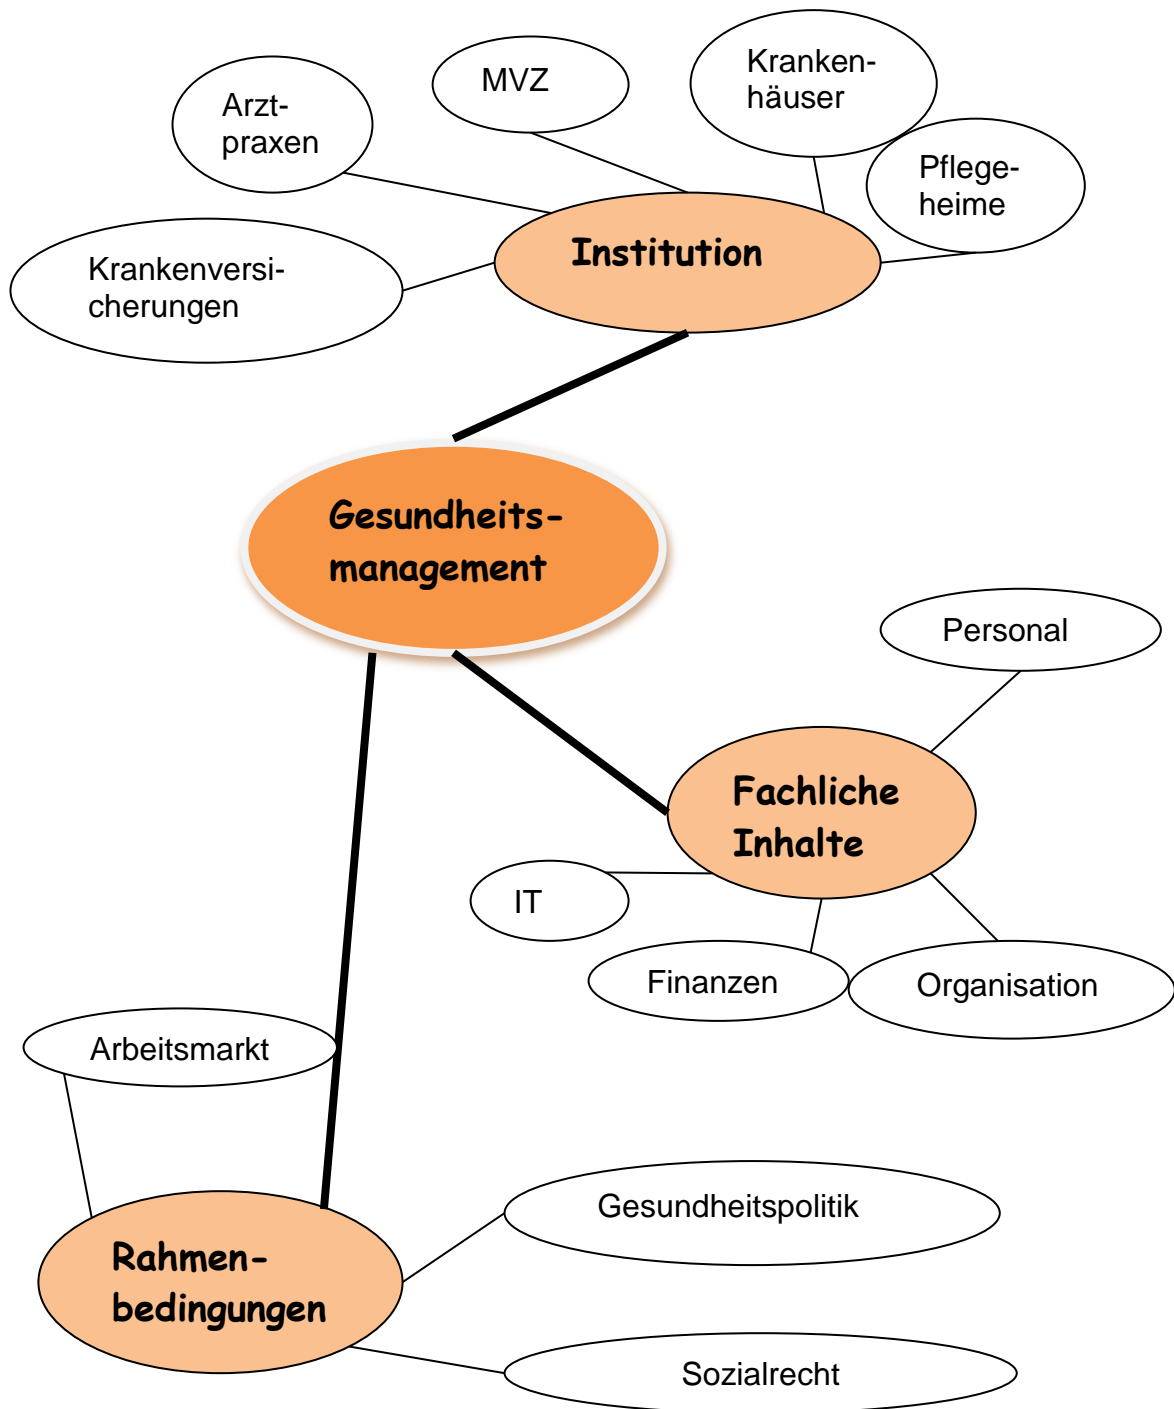 MVZ
Kranken-
häuser
Arzt-
praxen
Pflege-
heime
Institution
Krankenversi-
cherungen
Gesundheits-
management
Personal
Fachliche
Inhalte
IT
Finanzen
Organisation
Arbeitsmarkt
Gesundheitspolitik
Rahmen-
bedingungen
Sozialrecht